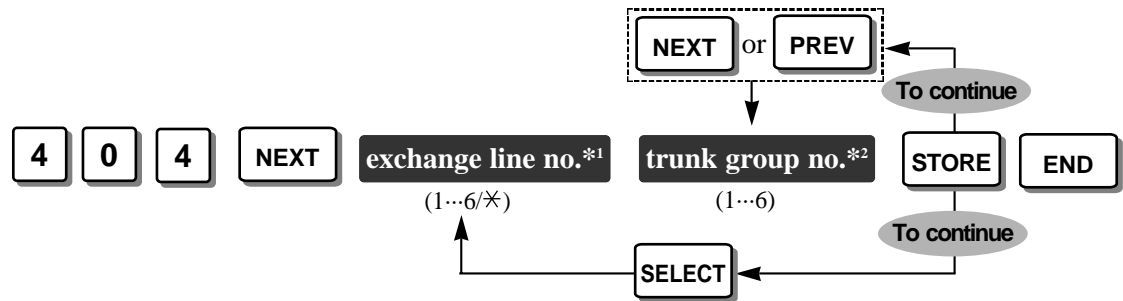 NEXT or PREV
To continue
4 0 4 NEXT exchange line no.*1 trunk group no.*2 STORE END
(1···6/✕) (1···6)
To continue
SELECT